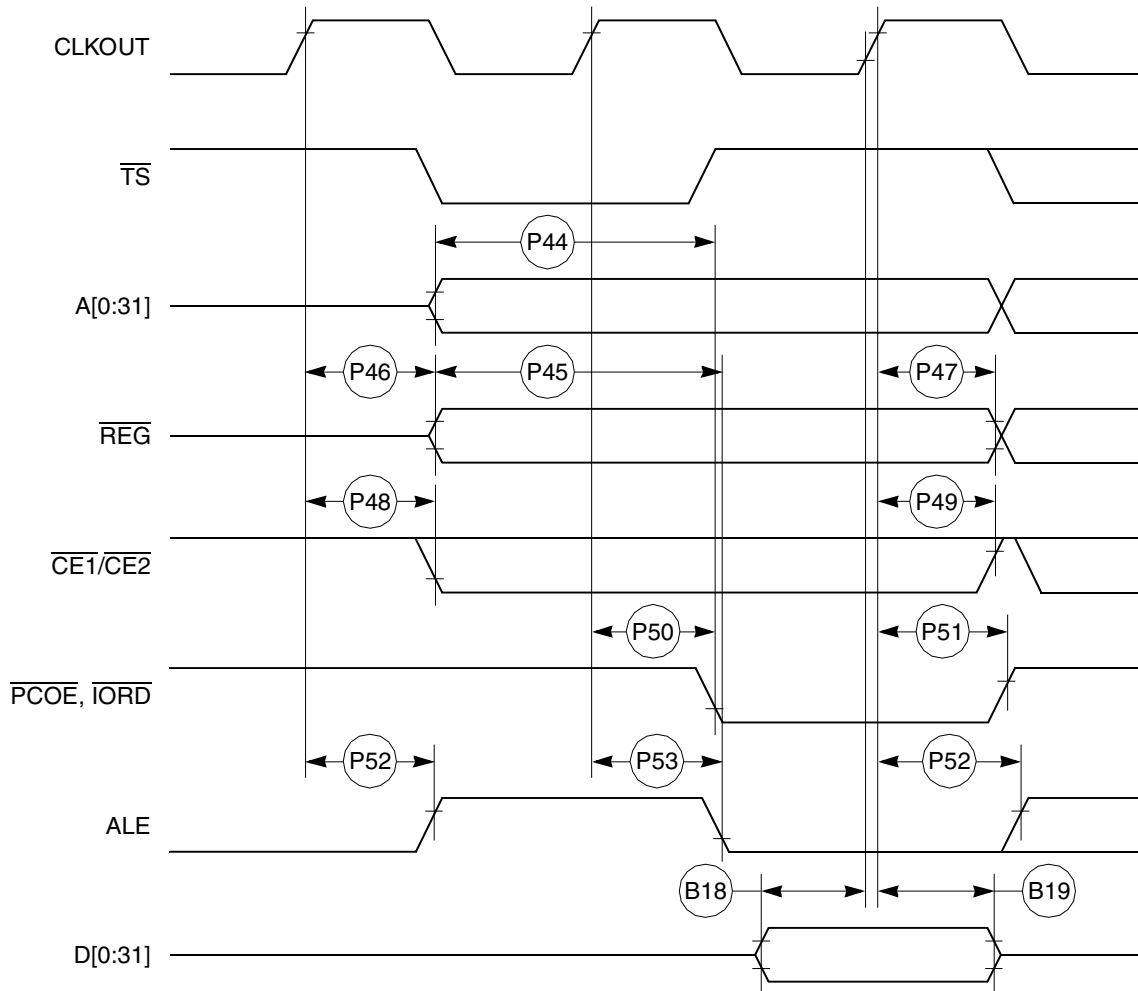 CLKOUT
TS
P44
A[0:31]
P46 P45 P47
REG
P48 P49
CE1/CE2
P50 P51
PCOE, IORD
P52 P53 P52
ALE
B18 B19
D[0:31]